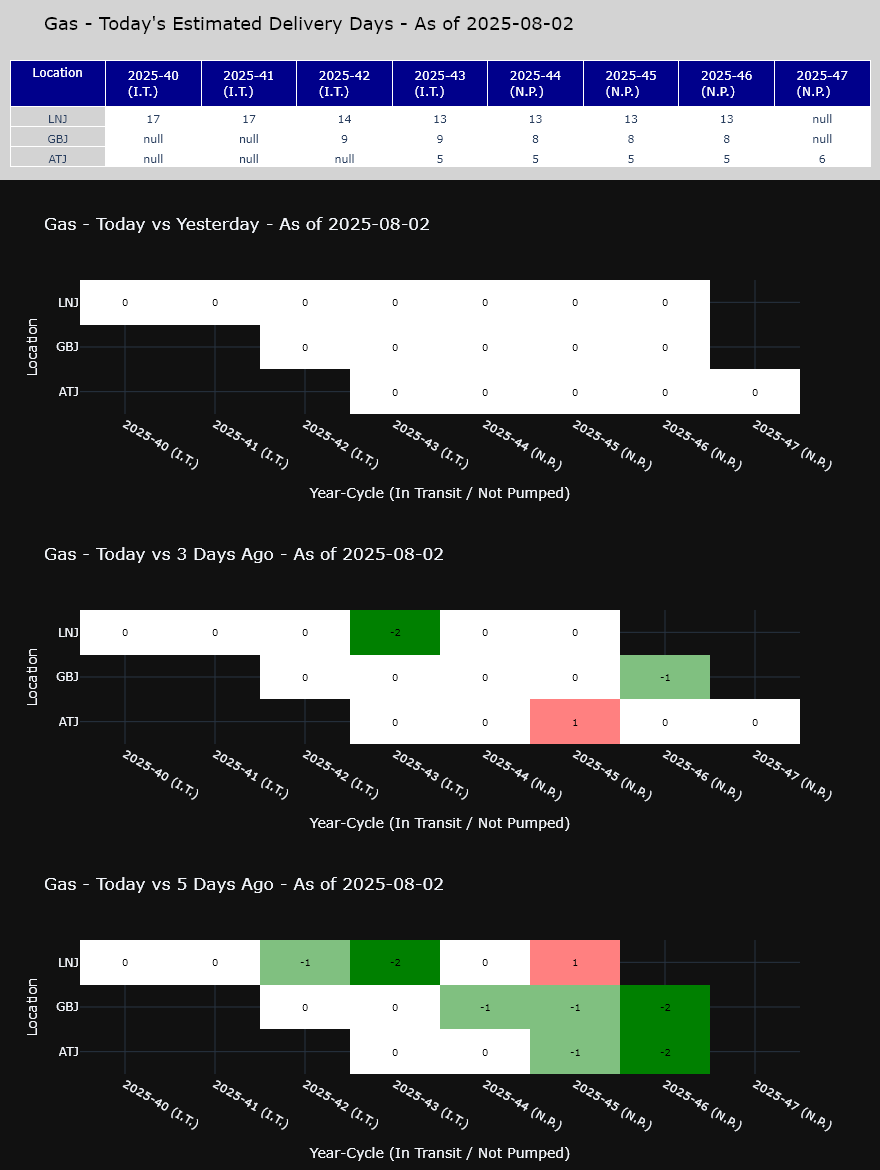 Gas - Today's Estimated Delivery Days - As of 2025-08-02
Location 2025-40 (I.T.) 2025-41 (I.T.) 2025-42 (I.T.) 2025-43 (I.T.) 2025-44 (N.P.) 2025-45 (N.P.) 2025-46 (N.P.) 2025-47 (N.P.)
LNJ 17 17 14 13 13 13 13 null
GBJ null null 9 9 8 8 8 null
ATJ null null null 5 5 5 5 6
Gas - Today vs Yesterday - As of 2025-08-02
Location
LNJ 0 0 0 0 0 0 0
GBJ 0 0 0 0 0
ATJ 0 0 0 0 0
2025-40 (I.T.) 2025-41 (I.T.) 2025-42 (I.T.) 2025-43 (I.T.) 2025-44 (N.P.) 2025-45 (N.P.) 2025-46 (N.P.) 2025-47 (N.P.)
Year-Cycle (In Transit / Not Pumped)
Gas - Today vs 3 Days Ago - As of 2025-08-02
Location
LNJ 0 0 0 -2 0 0
GBJ 0 0 0 0 -1
ATJ 0 0 1 0 0
2025-40 (I.T.) 2025-41 (I.T.) 2025-42 (I.T.) 2025-43 (I.T.) 2025-44 (N.P.) 2025-45 (N.P.) 2025-46 (N.P.) 2025-47 (N.P.)
Year-Cycle (In Transit / Not Pumped)
Gas - Today vs 5 Days Ago - As of 2025-08-02
Location
LNJ 0 0 -1 -2 0 1
GBJ 0 0 -1 -1 -2
ATJ 0 0 -1 -2
2025-40 (I.T.) 2025-41 (I.T.) 2025-42 (I.T.) 2025-43 (I.T.) 2025-44 (N.P.) 2025-45 (N.P.) 2025-46 (N.P.) 2025-47 (N.P.)
Year-Cycle (In Transit / Not Pumped)